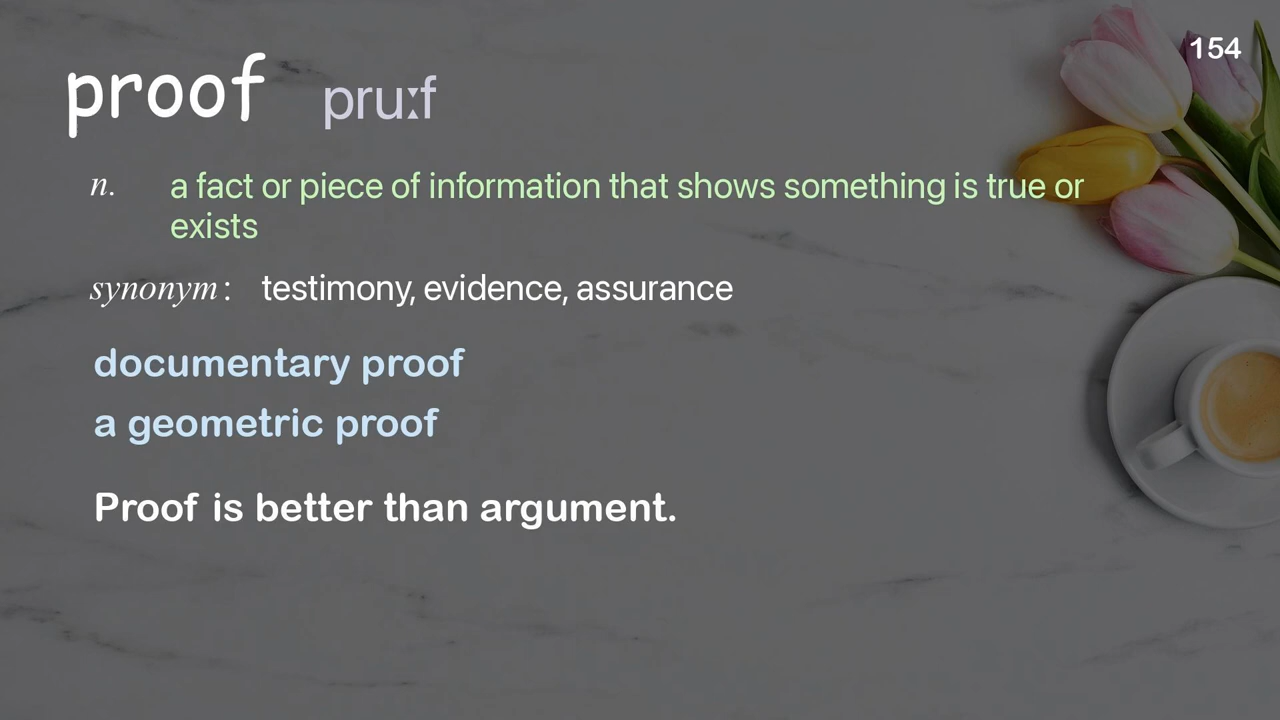 154
proof pruːf
n. a fact or piece of information that shows something is true or
exists
synonym: testimony, evidence, assurance
documentary proof
a geometric proof
Proof is better than argument.